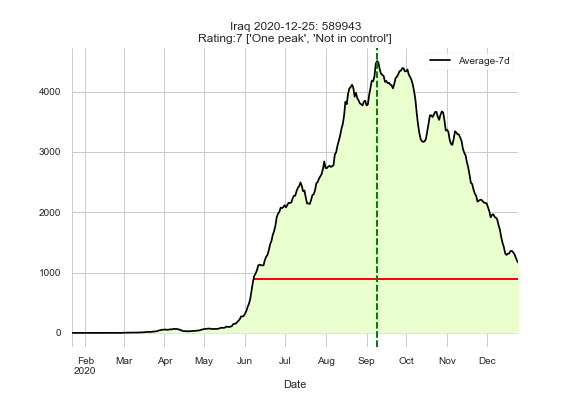 Iraq 2020-12-25: 589943
Rating:7 ['One peak', 'Not in control']
Average-7d
4000
3000
2000
1000
0
Feb Mar Apr May Jun Jul Aug Sep Oct Nov Dec
2020
Date